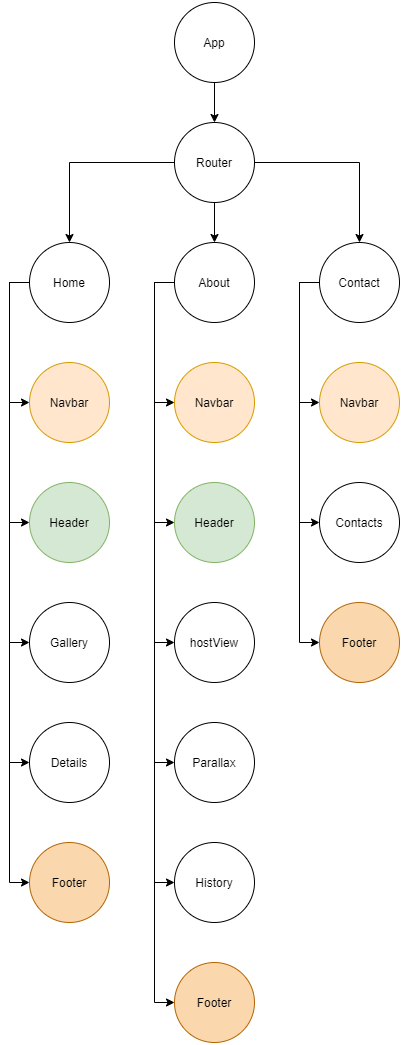 App
Router
Home
About
Contact
Navbar
Navbar
Navbar
Header
Header
Contacts
Gallery
hostView
Footer
Details
Parallax
Footer
History
Footer